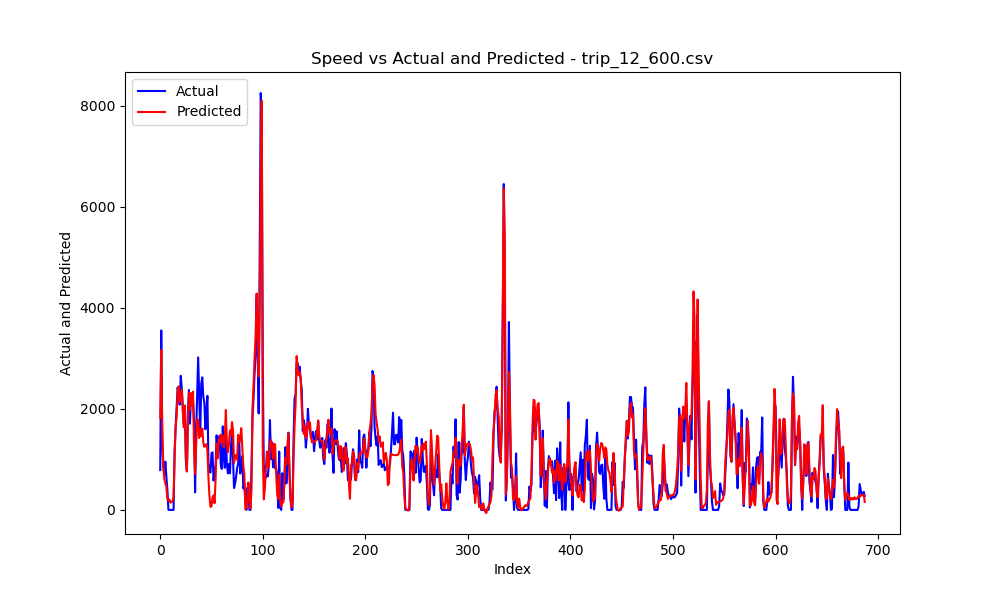 Speed vs Actual and Predicted - trip_12_600.csv
Actual
Predicted
8000
6000
4000
2000
0
Actual and Predicted
0 100 200 300 400 500 600 700
Index